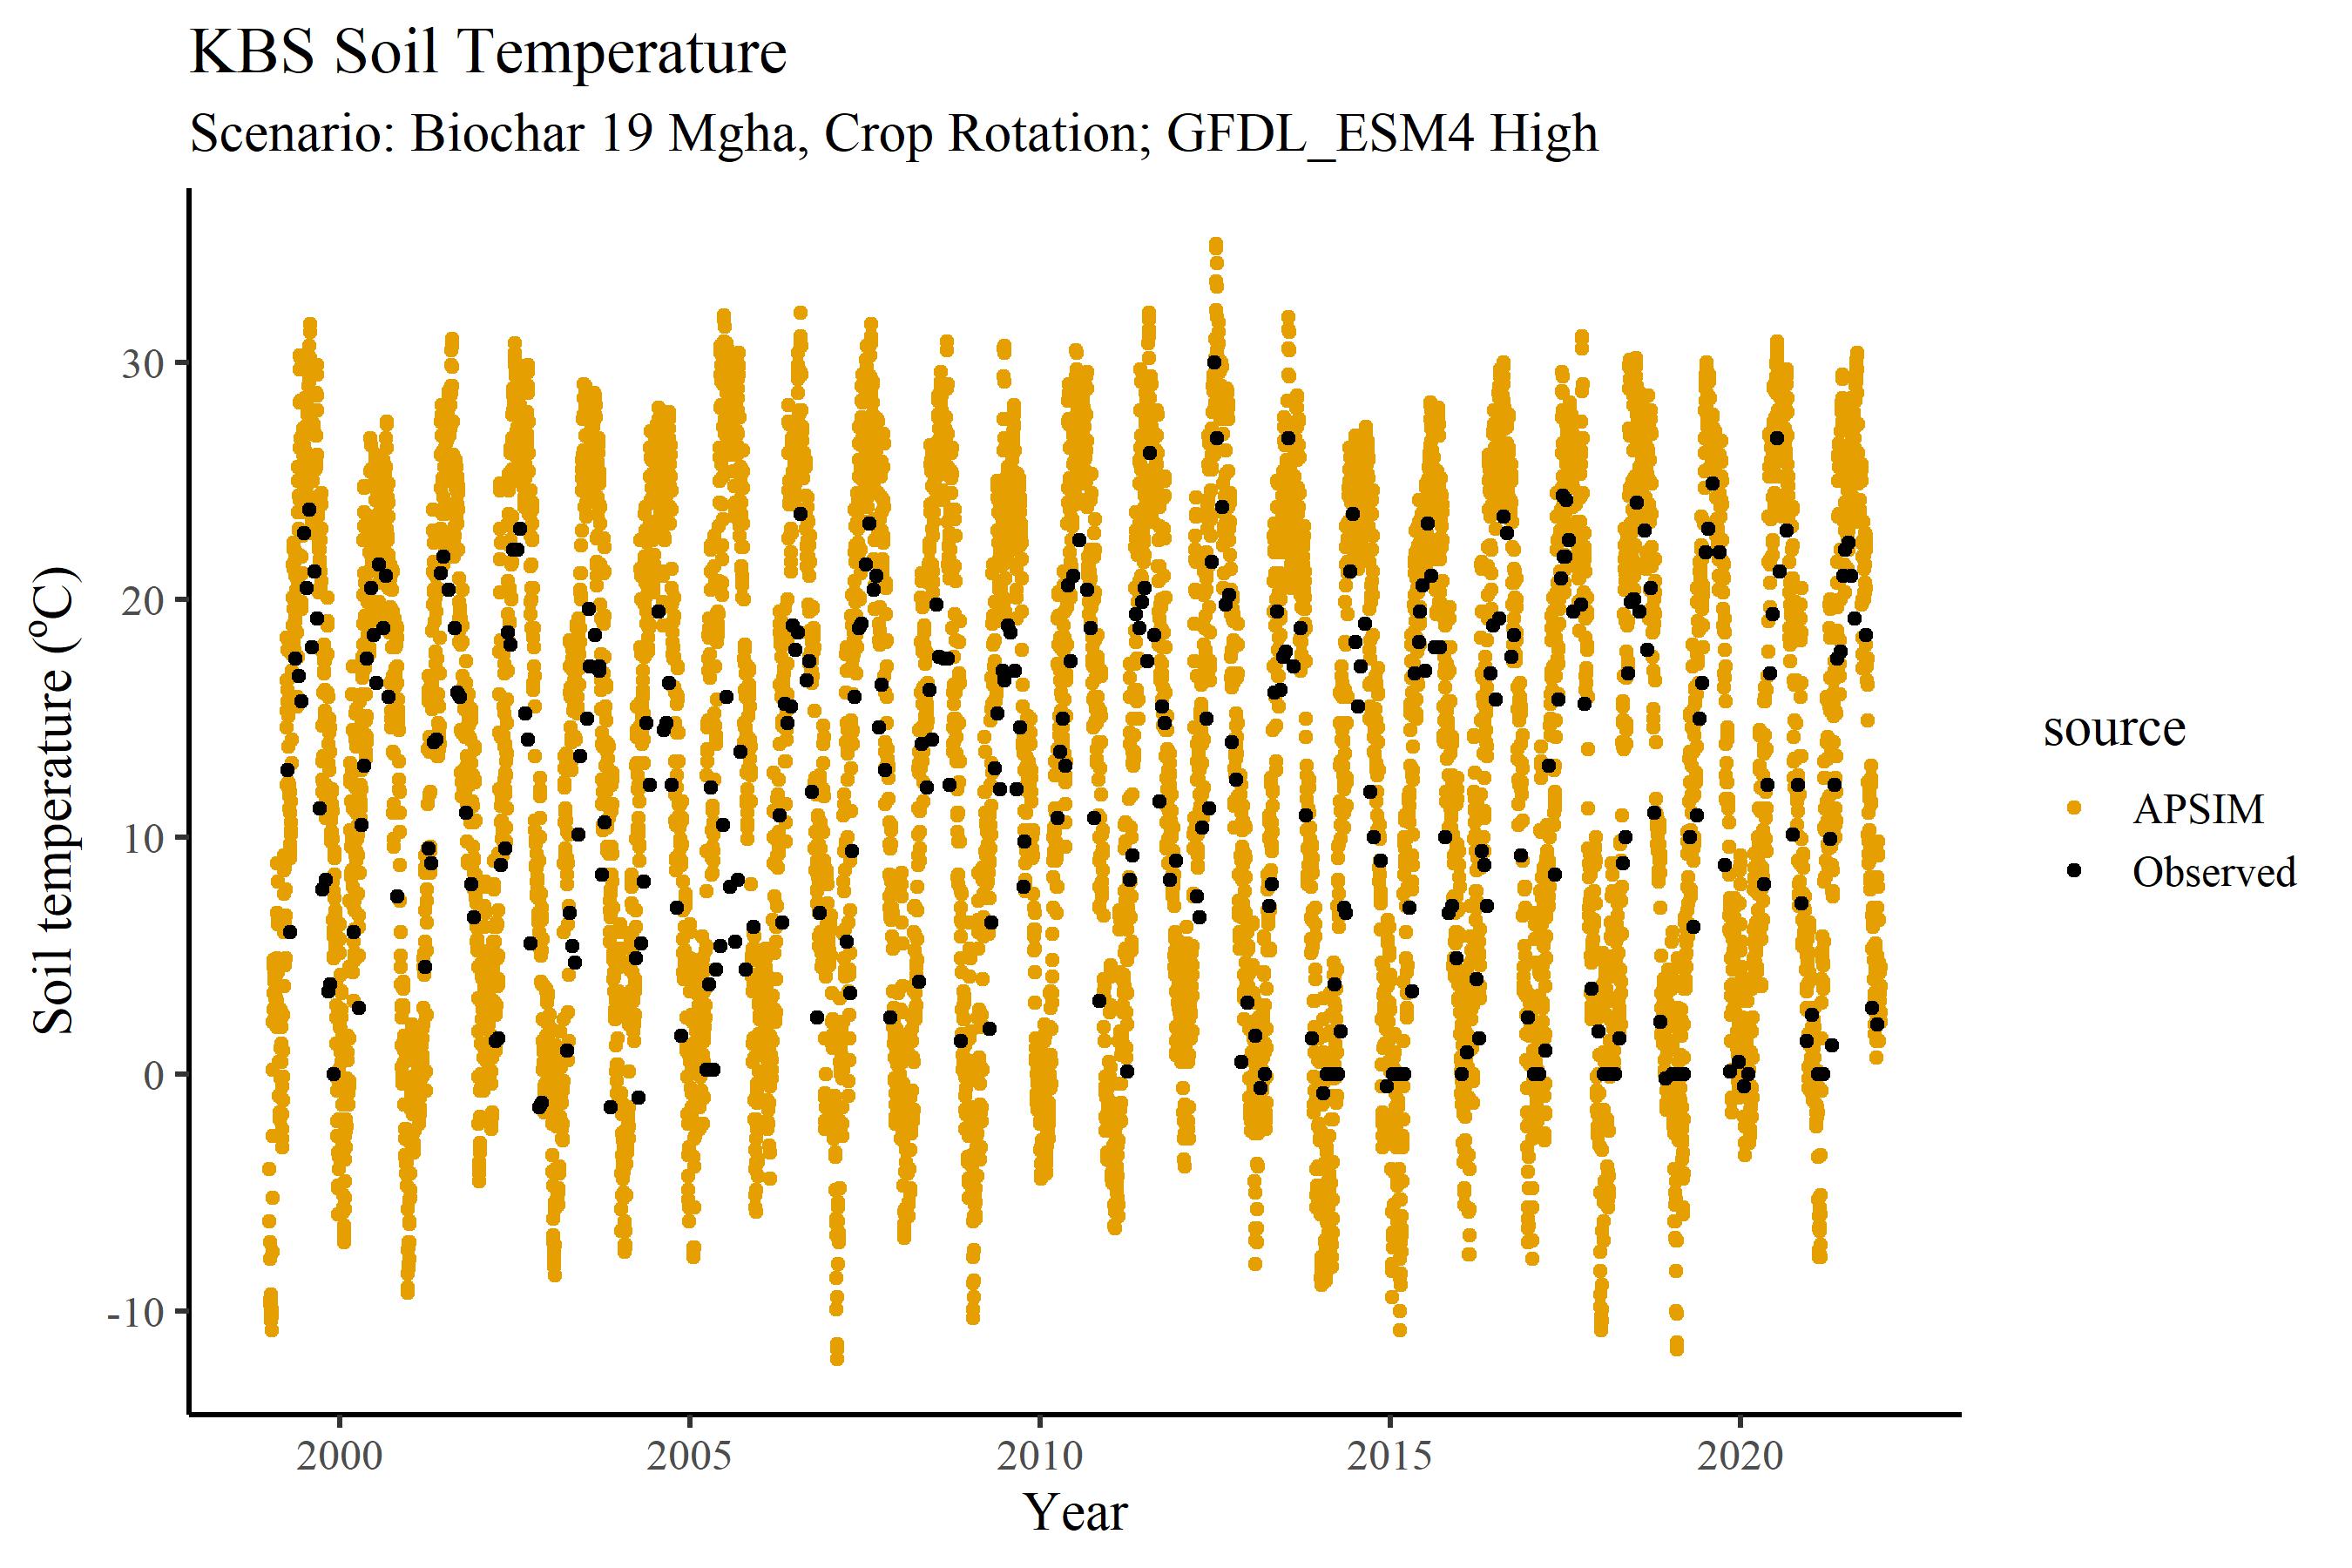 KBS Soil Temperature
Scenario: Biochar 19 Mgha, Crop Rotation; GFDL_ESM4 High
Soil temperature (ºC)
30
20
10
0
-10
2000
2005
2010
2015
2020
Year
source
APSIM
Observed